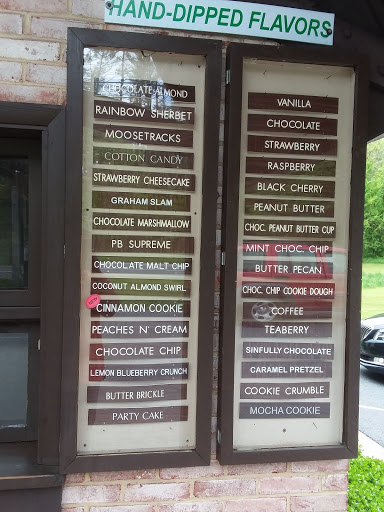 HAND-DIPPED FLAVORS
CHOCOLATE ALMOND
RAINBOW SHERBET
MOOSETRACKS
COTTON CANDY
STRAWBERRY CHEESECAKE
GRAHAM SLAM
CHOCOLATE MARSHMALLOW
PB SUPREME
CHOCOLATE MALT CHIP
COCONUT ALMOND SWIRL
CINNAMON COOKIE
PEACHES N' CREAM
CHOCOLATE CHIP
LEMON BLUEBERRY CRUNCH
BUTTER BRICKLE
PARTY CAKE
VANILLA
CHOCOLATE
STRAWBERRY
RASPBERRY
BLACK CHERRY
PEANUT BUTTER
CHOC. PEANUT BUTTER CUP
MINT CHOC. CHIP
BUTTER PECAN
CHOC. CHIP COOKIE DOUGH
COFFEE
TEABERRY
SINFULLY CHOCOLATE
CARAMEL PRETZEL
COOKIE CRUMBLE
MOCHA COOKIE